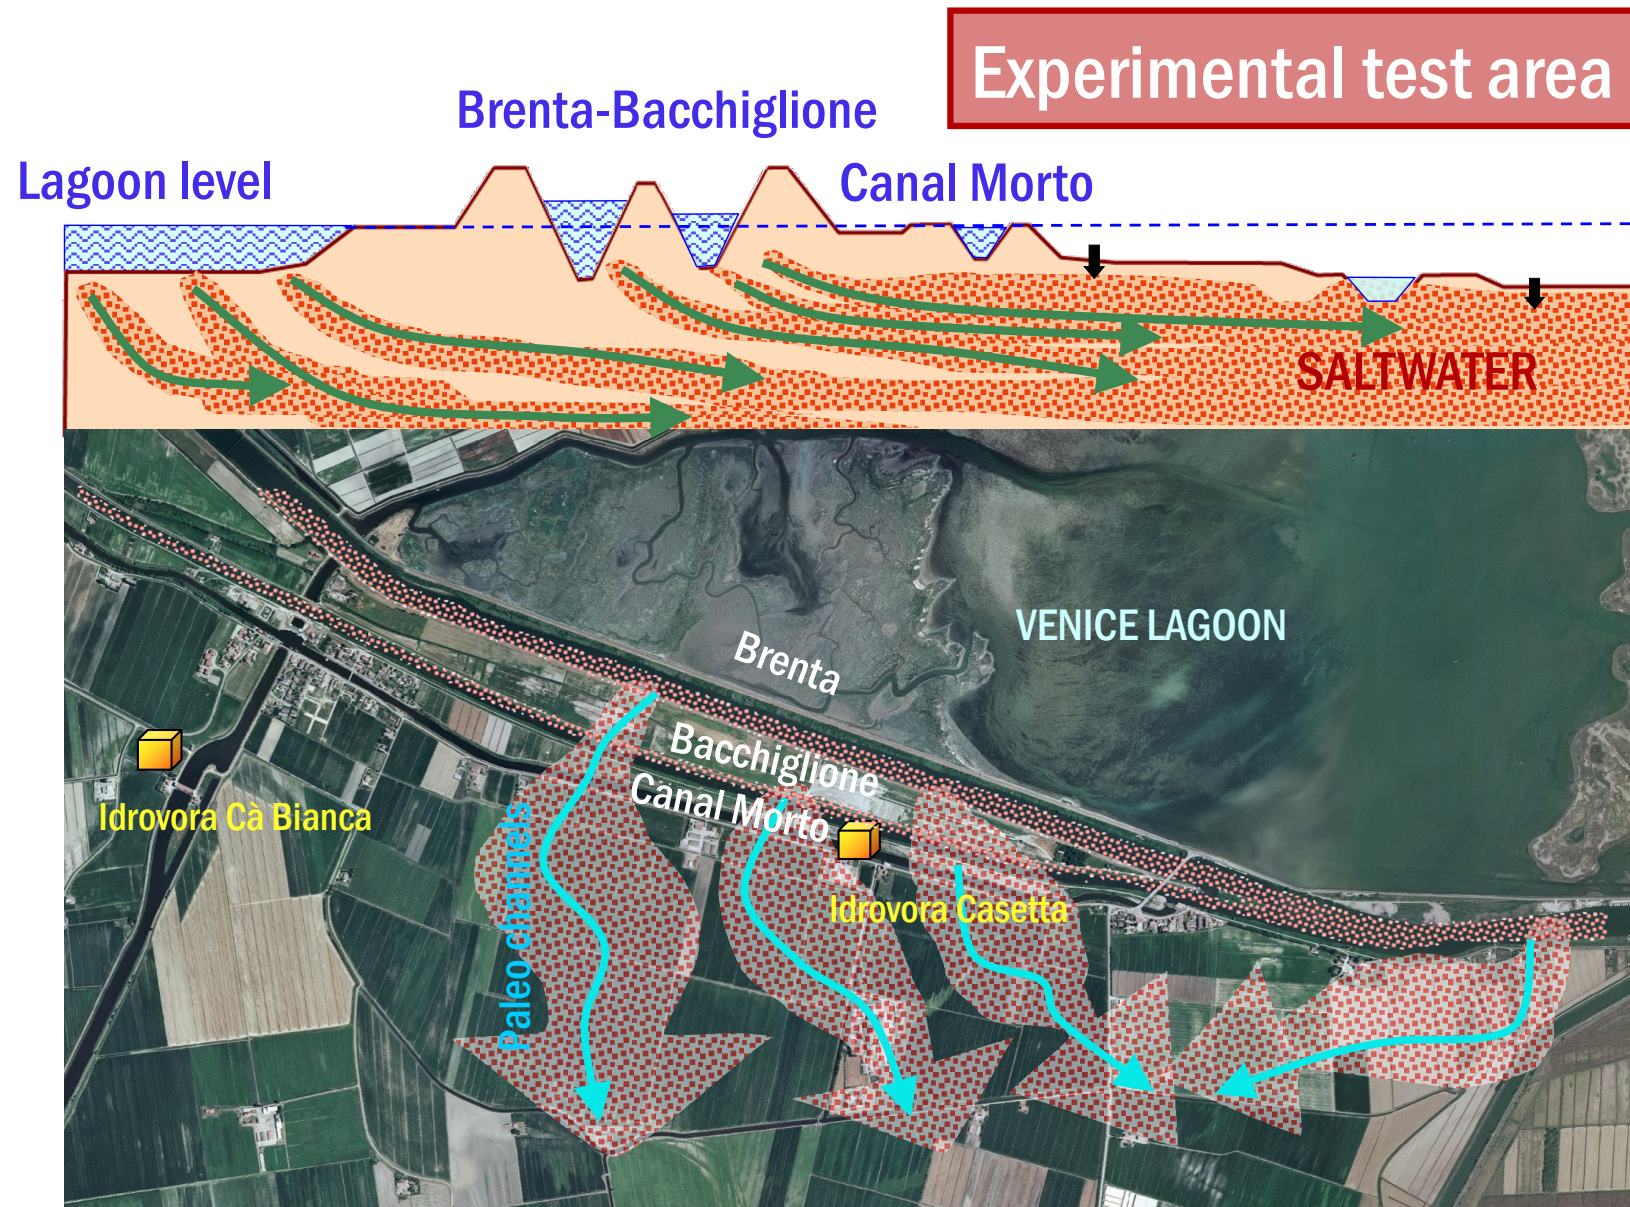 Experimental test area
Brenta-Bacchiglione
Lagoon level
Canal Morto
SALTWATER
VENICE LAGOON
Brenta
Bacchiglione
Canal Morto
Idrovora Cà Bianca
Paleo channels
Idrovora Casetta